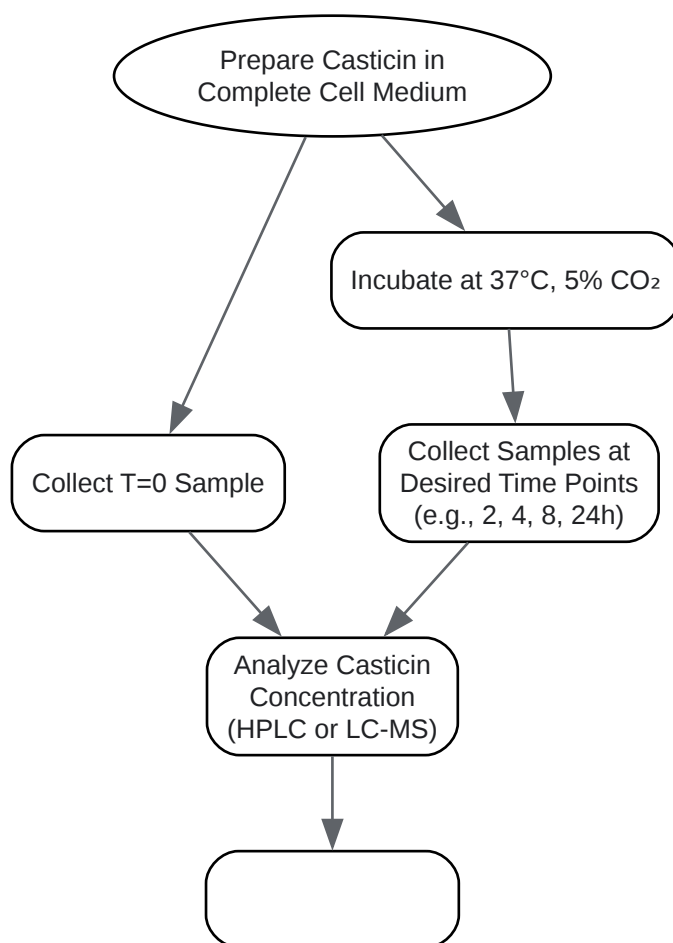 Prepare Casticin in
Complete Cell Medium
Incubate at 37°C, 5% CO₂
Collect T=0 Sample
Collect Samples at
Desired Time Points
(e.g., 2, 4, 8, 24h)
Analyze Casticin
Concentration
(HPLC or LC-MS)